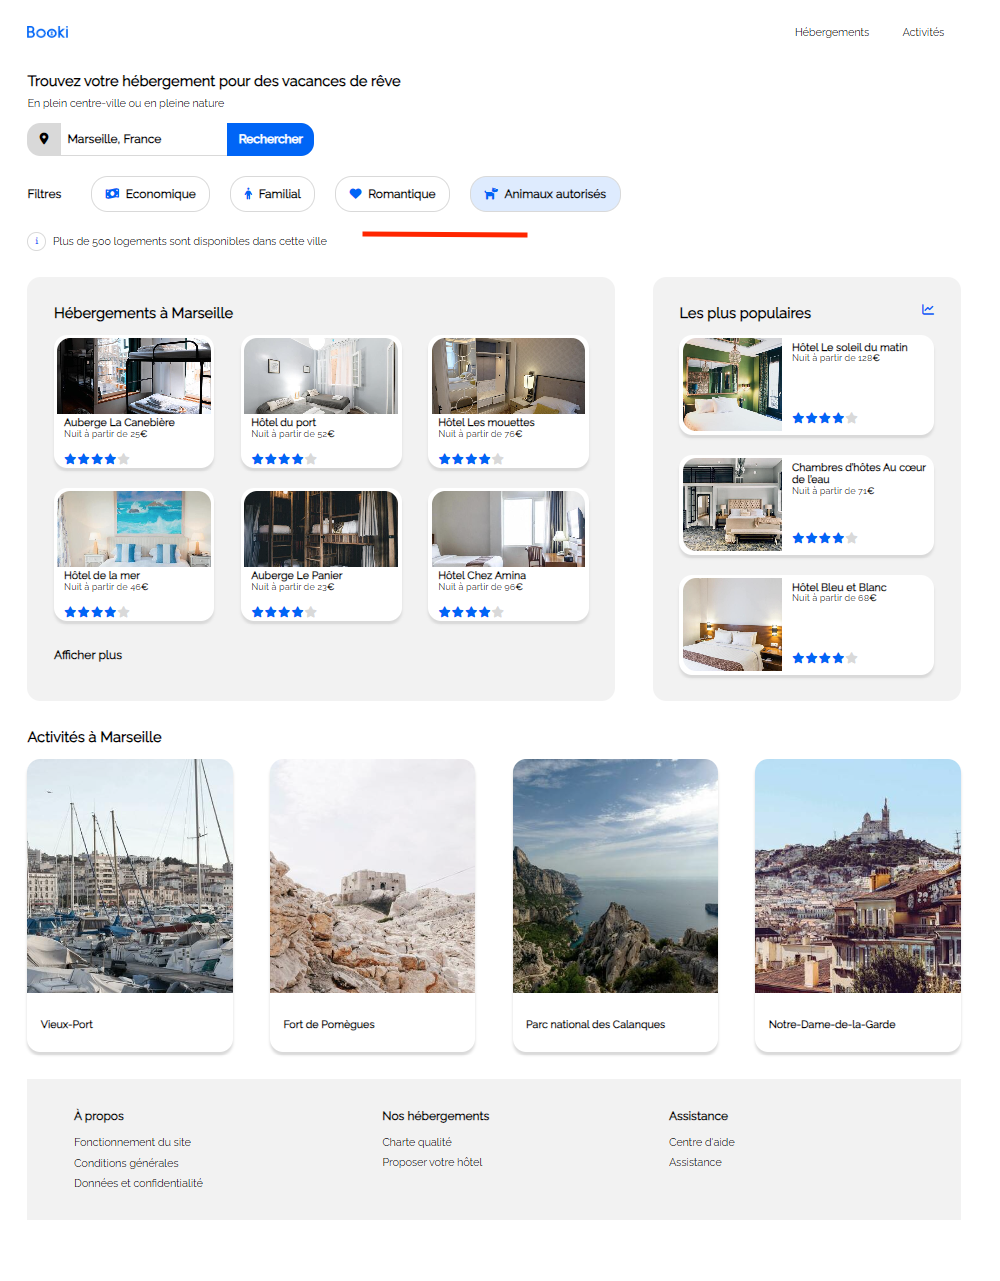 Booki
Hébergements
Activités
Trouvez votre hébergement pour des vacances de rêve
En plein centre-ville ou en pleine nature
Marseille, France
Rechercher
Filtres
Economique
Familial
Romantique
Animaux autorisés
i Plus de 500 logements sont disponibles dans cette ville
Hébergements à Marseille
Auberge La Canebière
Nuit à partir de 25€
Hôtel du port
Nuit à partir de 52€
Hôtel Les mouettes
Nuit à partir de 76€
Hôtel de la mer
Nuit à partir de 46€
Auberge Le Panier
Nuit à partir de 23€
Hôtel Chez Amina
Nuit à partir de 96€
Afficher plus
Les plus populaires
Hôtel Le soleil du matin
Nuit à partir de 128€
Chambres d'hôtes Au cœur
de l'eau
Nuit à partir de 71€
Hôtel Bleu et Blanc
Nuit à partir de 68€
Activités à Marseille
Vieux-Port
Fort de Pomègues
Parc national des Calanques
Notre-Dame-de-la-Garde
À propos
Fonctionnement du site
Conditions générales
Données et confidentialité
Nos hébergements
Charte qualité
Proposer votre hôtel
Assistance
Centre d'aide
Assistance